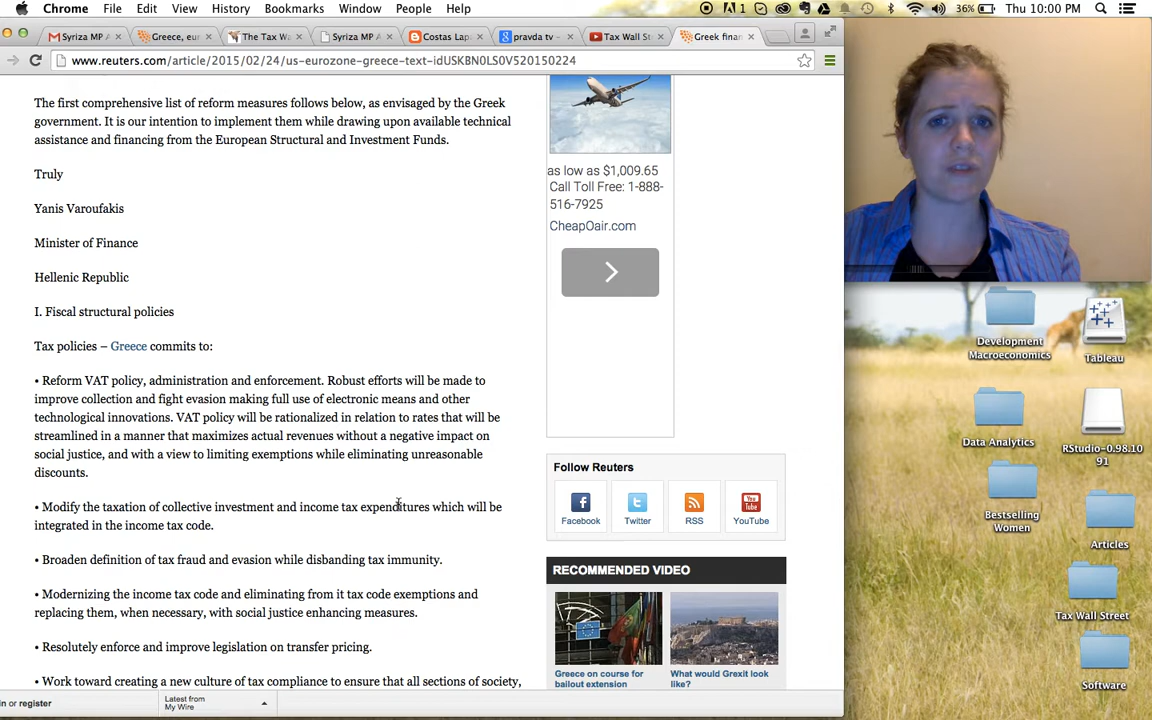 Chrome File Edit View History Bookmarks Window People Help 1 36% Thu 10:00 PM
Syriza MP A × Greece, eur × The Tax Wa × Syriza MP A × Costas Lap × pravda tv – × Tax Wall St × Greek finan ×
www.reuters.com/article/2015/02/24/us-eurozone-greece-text-idUSKBN0LS0V520150224
The first comprehensive list of reform measures follows below, as envisaged by the Greek
government. It is our intention to implement them while drawing upon available technical
assistance and financing from the European Structural and Investment Funds.
Truly
Yanis Varoufakis
Minister of Finance
Hellenic Republic
I. Fiscal structural policies
Tax policies – Greece commits to:
• Reform VAT policy, administration and enforcement. Robust efforts will be made to
improve collection and fight evasion making full use of electronic means and other
technological innovations. VAT policy will be rationalized in relation to rates that will be
streamlined in a manner that maximizes actual revenues without a negative impact on
social justice, and with a view to limiting exemptions while eliminating unreasonable
discounts.
• Modify the taxation of collective investment and income tax expenditures which will be
integrated in the income tax code.
• Broaden definition of tax fraud and evasion while disbanding tax immunity.
• Modernizing the income tax code and eliminating from it tax code exemptions and
replacing them, when necessary, with social justice enhancing measures.
• Resolutely enforce and improve legislation on transfer pricing.
• Work toward creating a new culture of tax compliance to ensure that all sections of society,
in or register
Latest from
My Wire
as low as $1,009.65
Call Toll Free: 1-888-
516-7925
CheapOair.com
Follow Reuters
Facebook
Twitter
RSS
You
Tube
YouTube
RECOMMENDED VIDEO
Greece on course for
bailout extension
What would Grexit look
like?
Development
Macroeconomics
Tableau
Data Analytics
RStudio-0.98.10
91
Bestselling
Women
Articles
Tax Wall Street
Software